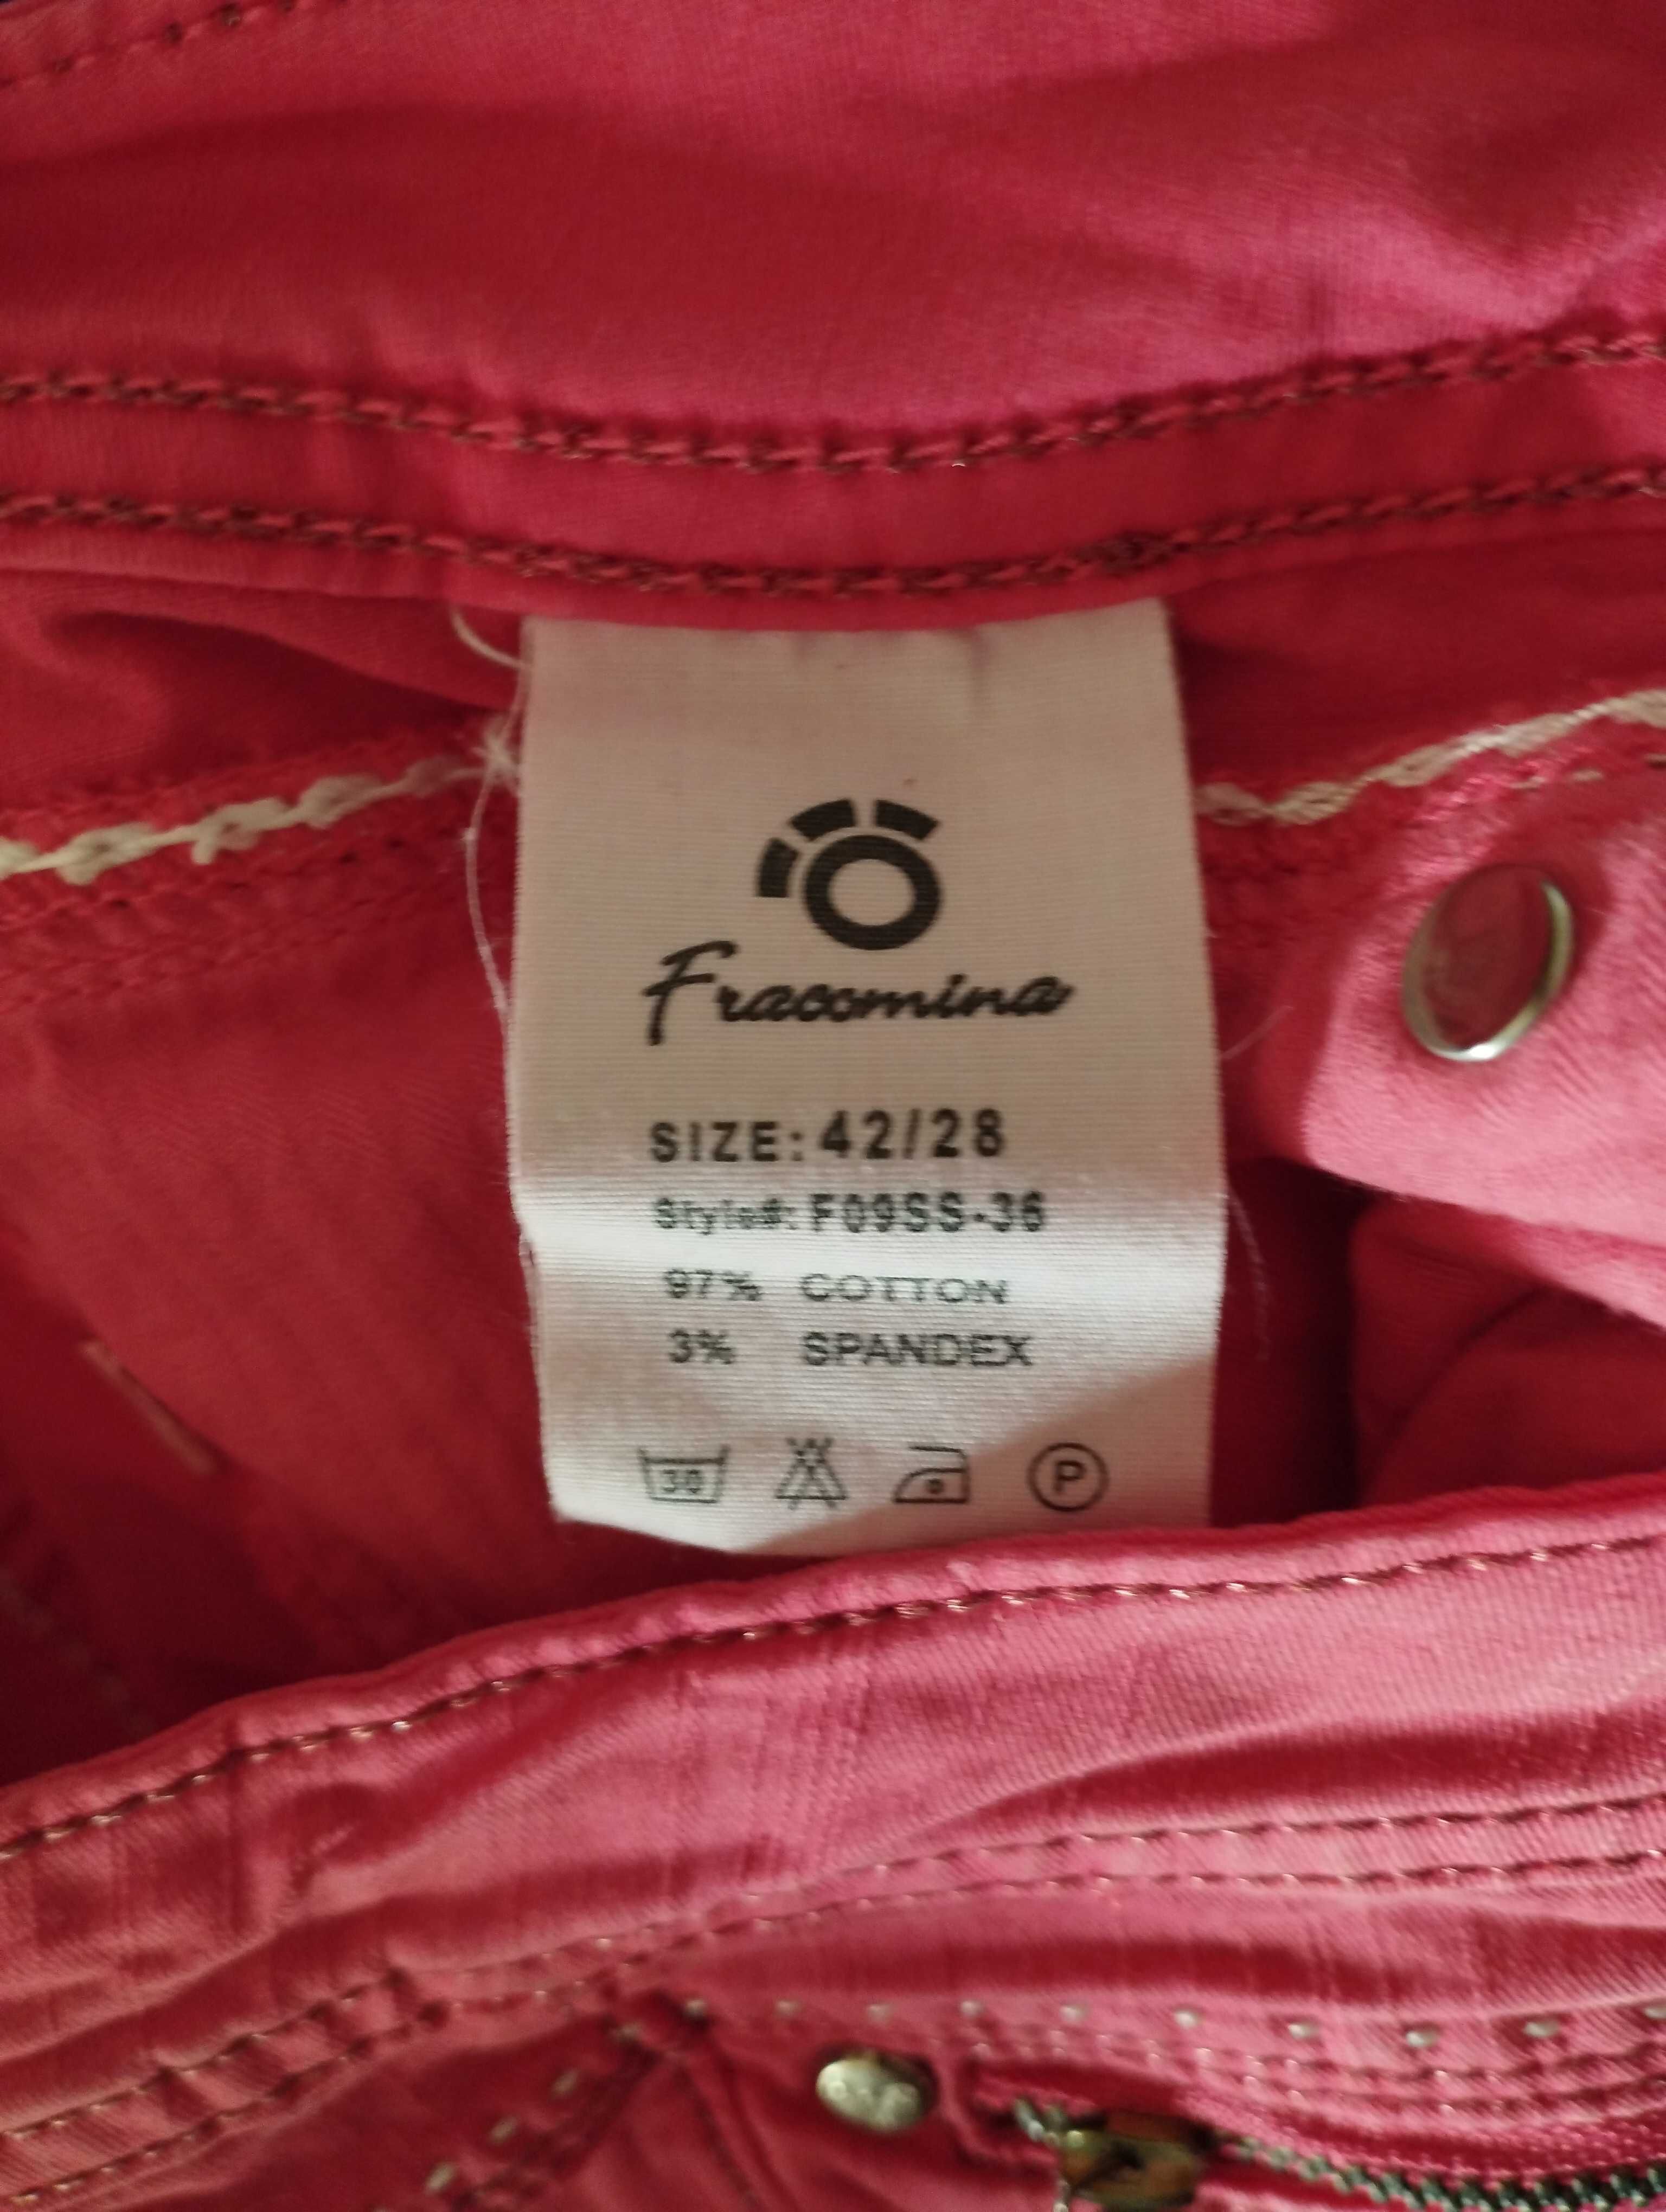 Fracomina
SIZE: 42/28
Style#: F09SS-36
97% COTTON
3% SPANDEX
30 P